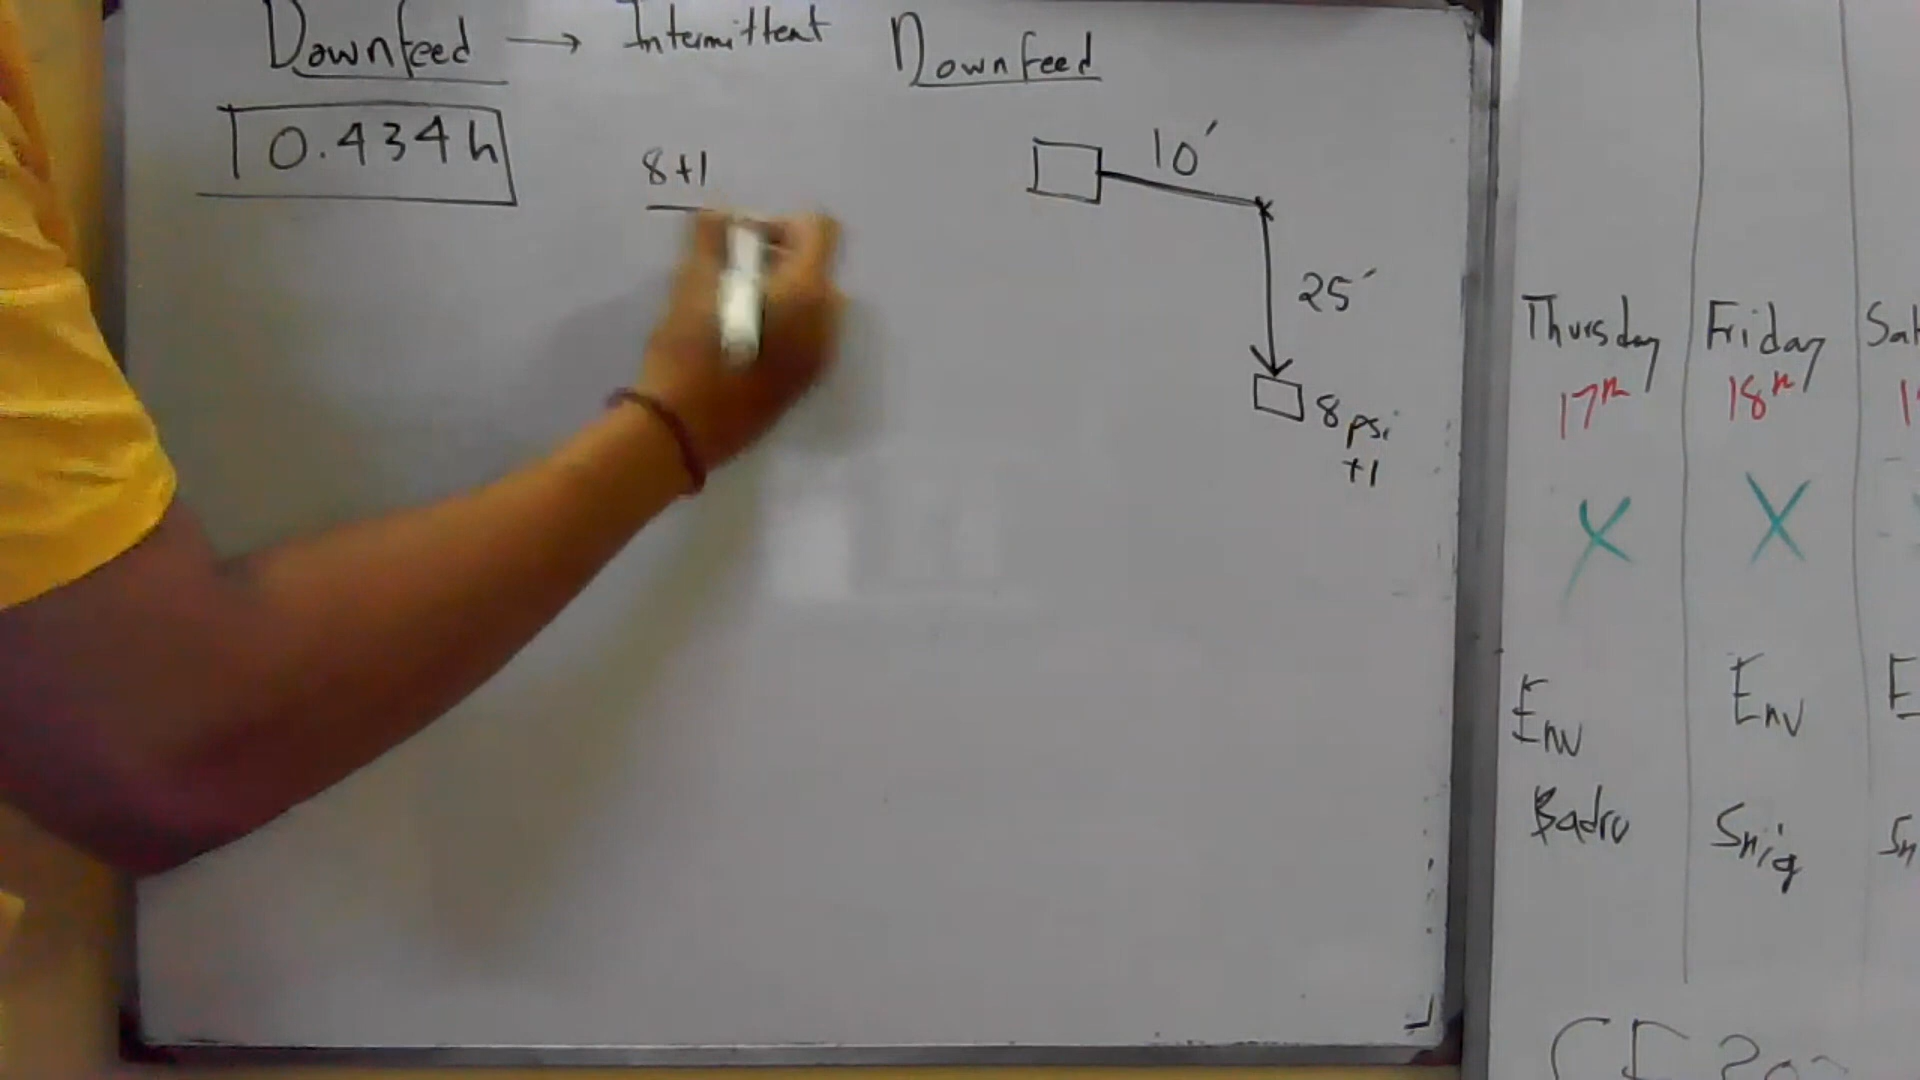 Downfeed → Intermittent Downfeed
0.434h
8+1
10'
25'
8 psi
+1
Thursday Friday
17th 18th
X X
Env Env
Badru